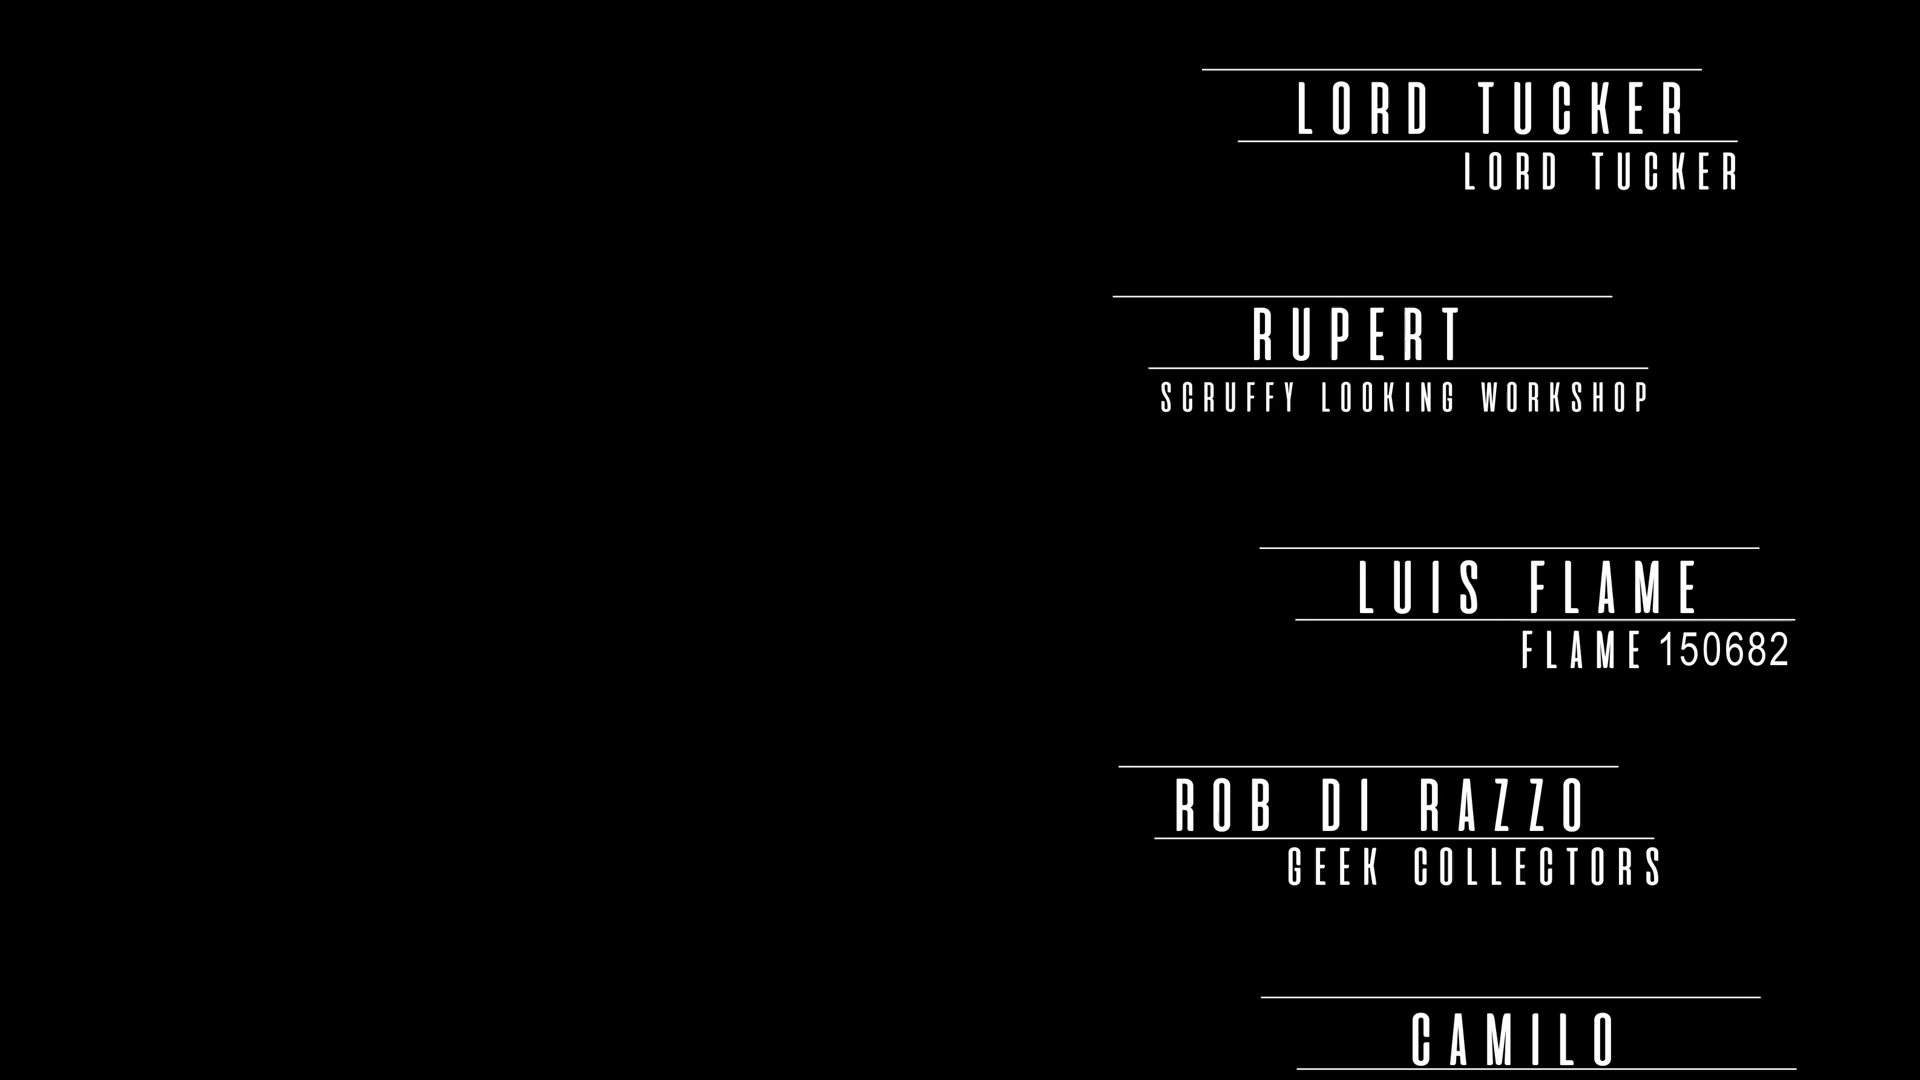 LORD TUCKER
LORD TUCKER
RUPERT
SCRUFFY LOOKING WORKSHOP
LUIS FLAME
FLAME 150682
ROB DI RAZZO
GEEK COLLECTORS
CAMILO